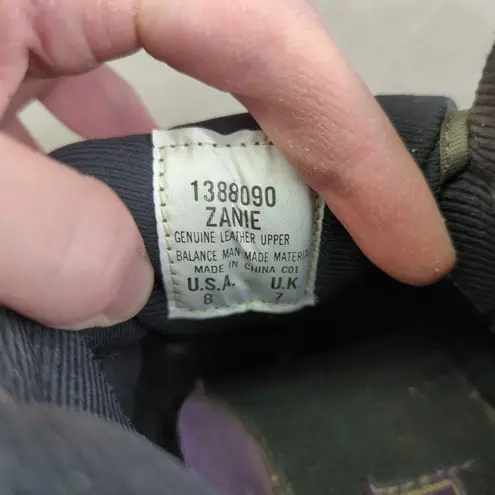 1388090
ZANIE
GENUINE LEATHER UPPER
BALANCE MAN MADE MATERIA
MADE IN CHINA C01
U.S.A. U.K
8 7